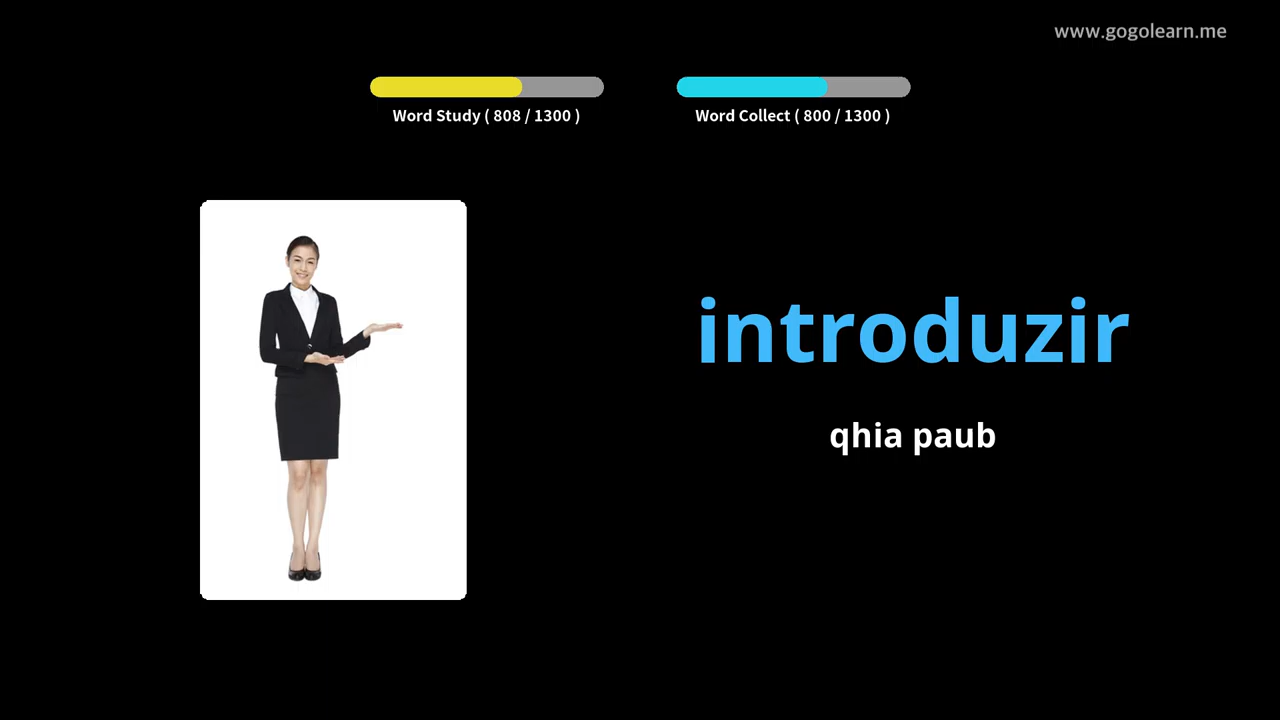 www.gogolearn.me
Word Study ( 808 / 1300 )
Word Collect ( 800 / 1300 )
introduzir
qhia paub